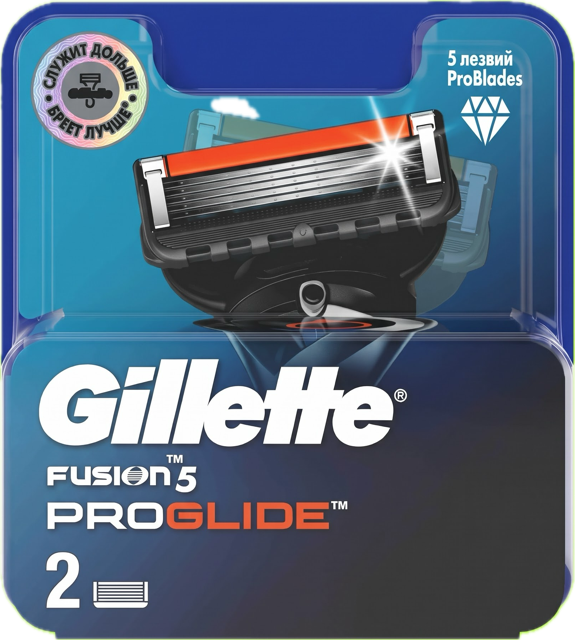 СЛУЖИТ ДОЛЬШЕ
БРЕЕТ ЛУЧШЕ*
5 лезвий
ProBlades
Gillette®
FUSION5™
PROGLIDE™
2